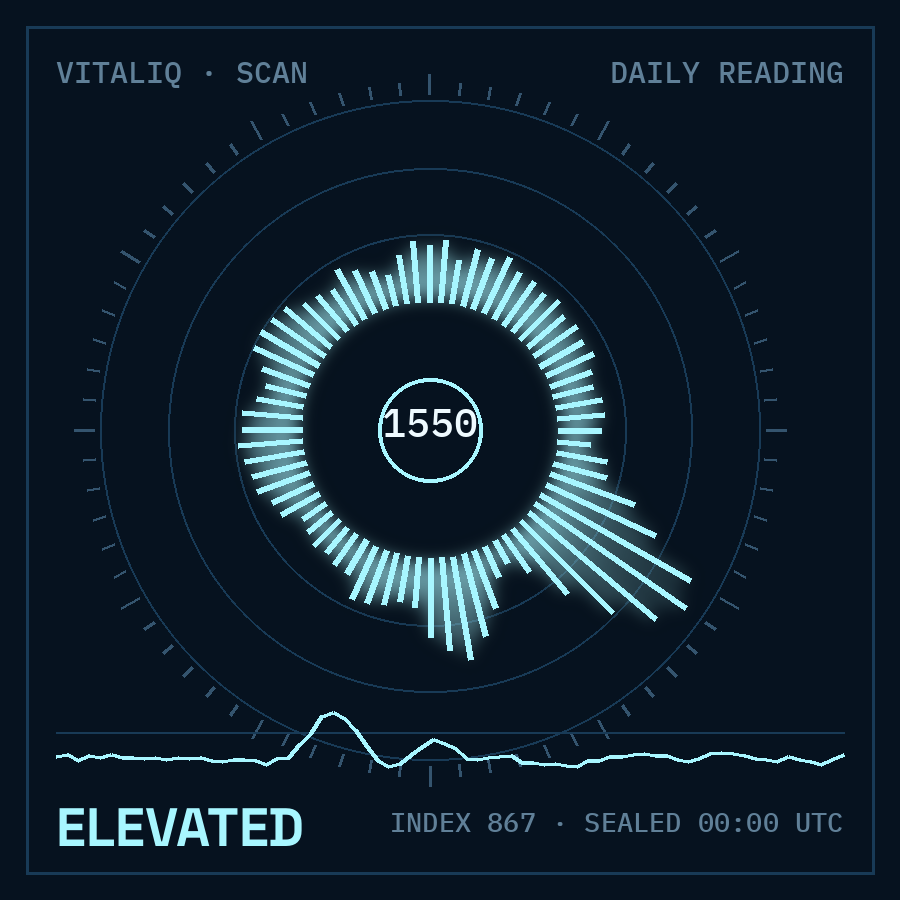 VITALIQ · SCAN
DAILY READING
1550
ELEVATED
INDEX 867 · SEALED 00:00 UTC